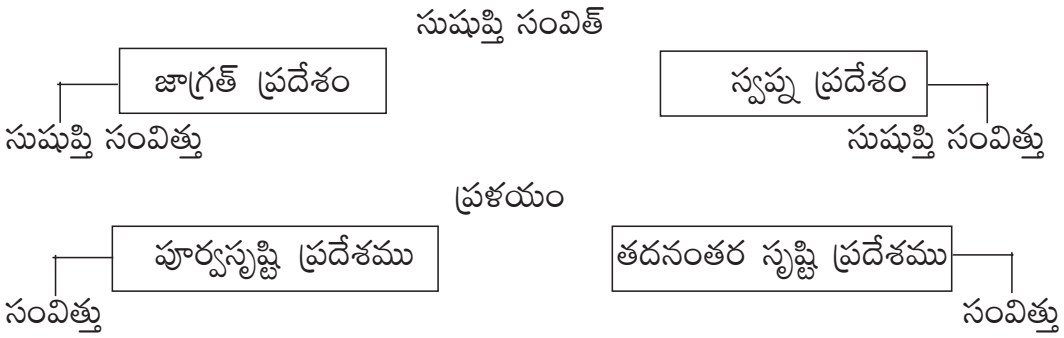 సుషుప్తి సంవిత్
జాగ్రత్ ప్రదేశం స్వప్న ప్రదేశం
సుషుప్తి సంవిత్తు సుషుప్తి సంవిత్తు
ప్రళయం
పూర్వసృష్టి ప్రదేశము తదనంతర సృష్టి ప్రదేశము
సంవిత్తు సంవిత్తు